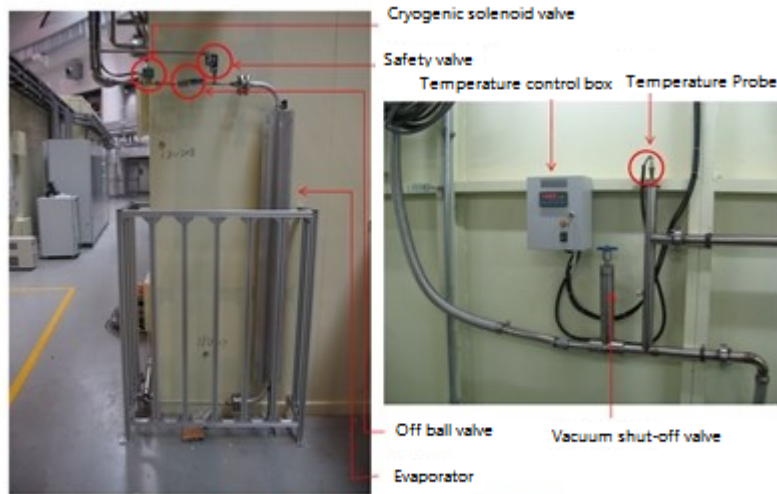 Cryogenic solenoid valve
Safety valve
Temperature control box
Temperature Probe
Off ball valve
Vacuum shut-off valve
Evaporator